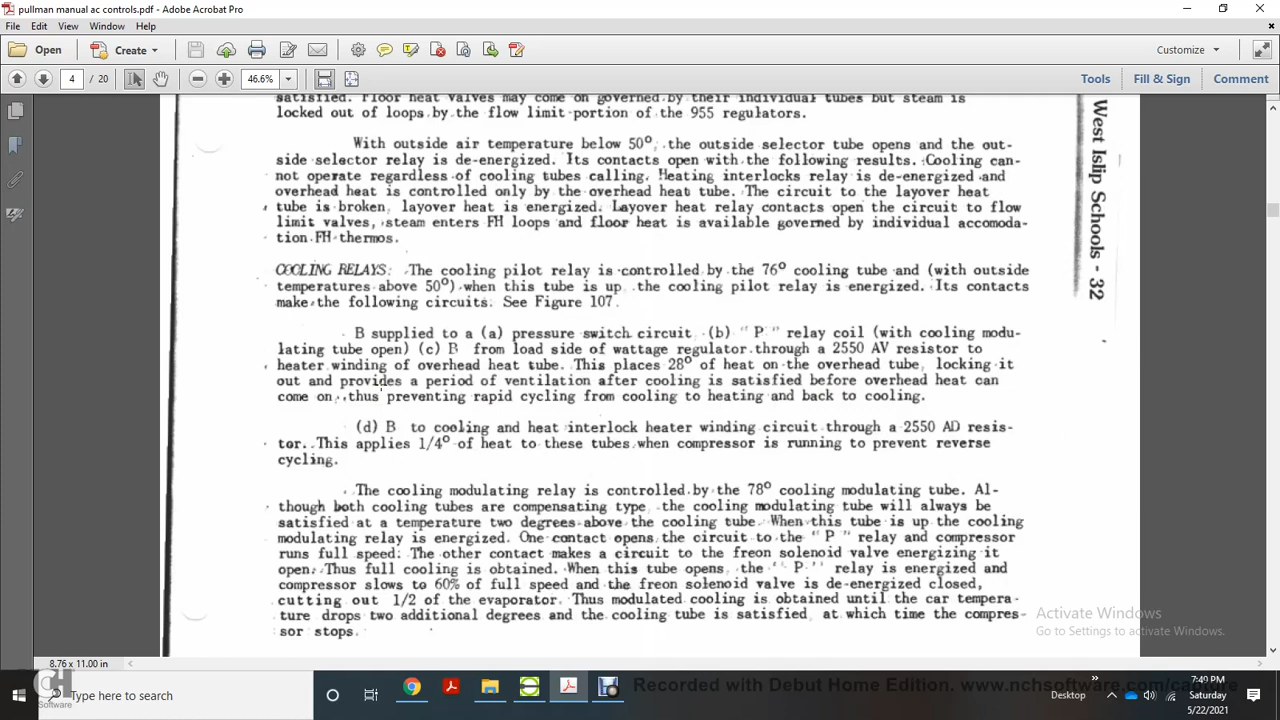 pullman manual ac controls.pdf - Adobe Acrobat Pro
File Edit View Window Help
Open Create Customize
4 / 20 46.6% Tools Fill & Sign Comment
satisfied. Floor heat valves may come on governed by their individual tubes but steam is
locked out of loops by the flow limit portion of the 955 regulators.
With outside air temperature below 50°, the outside selector tube opens and the out-
side selector relay is de-energized. Its contacts open with the following results. Cooling can-
not operate regardless of cooling tubes calling. Heating interlocks relay is de-energized and
overhead heat is controlled only by the overhead heat tube. The circuit to the layover heat
tube is broken, layover heat is energized. Layover heat relay contacts open the circuit to flow
limit valves, steam enters FH loops and floor heat is available governed by individual accomoda-
tion FH thermos.
COOLING RELAYS: The cooling pilot relay is controlled by the 76° cooling tube and (with outside
temperatures above 50°) when this tube is up the cooling pilot relay is energized. Its contacts
make the following circuits. See Figure 107.
B supplied to a (a) pressure switch circuit (b) "P" relay coil (with cooling modu-
lating tube open) (c) B from load side of wattage regulator through a 2550 AV resistor to
heater winding of overhead heat tube. This places 28° of heat on the overhead tube, locking it
out and provides a period of ventilation after cooling is satisfied before overhead heat can
come on, thus preventing rapid cycling from cooling to heating and back to cooling.
(d) B to cooling and heat interlock heater winding circuit through a 2550 AD resis-
tor. This applies 1/4° of heat to these tubes when compressor is running to prevent reverse
cycling.
The cooling modulating relay is controlled by the 78° cooling modulating tube. Al-
though both cooling tubes are compensating type, the cooling modulating tube will always be
satisfied at a temperature two degrees above the cooling tube. When this tube is up the cooling
modulating relay is energized. One contact opens the circuit to the "P" relay and compressor
runs full speed. The other contact makes a circuit to the freon solenoid valve energizing it
open. Thus full cooling is obtained. When this tube opens, the "P" relay is energized and
compressor slows to 60% of full speed and the freon solenoid valve is de-energized closed,
cutting out 1/2 of the evaporator. Thus modulated cooling is obtained until the car tempera-
ture drops two additional degrees and the cooling tube is satisfied, at which time the compres-
sor stops.
West Islip Schools - 32
Activate Windows
Go to Settings to activate Windows.
8.76 x 11.00 in
CH
Software
Type here to search
Recorded with Debut Home Edition. www.nchsoftware.com/capture
Desktop
7:49 PM
Saturday
5/22/2021